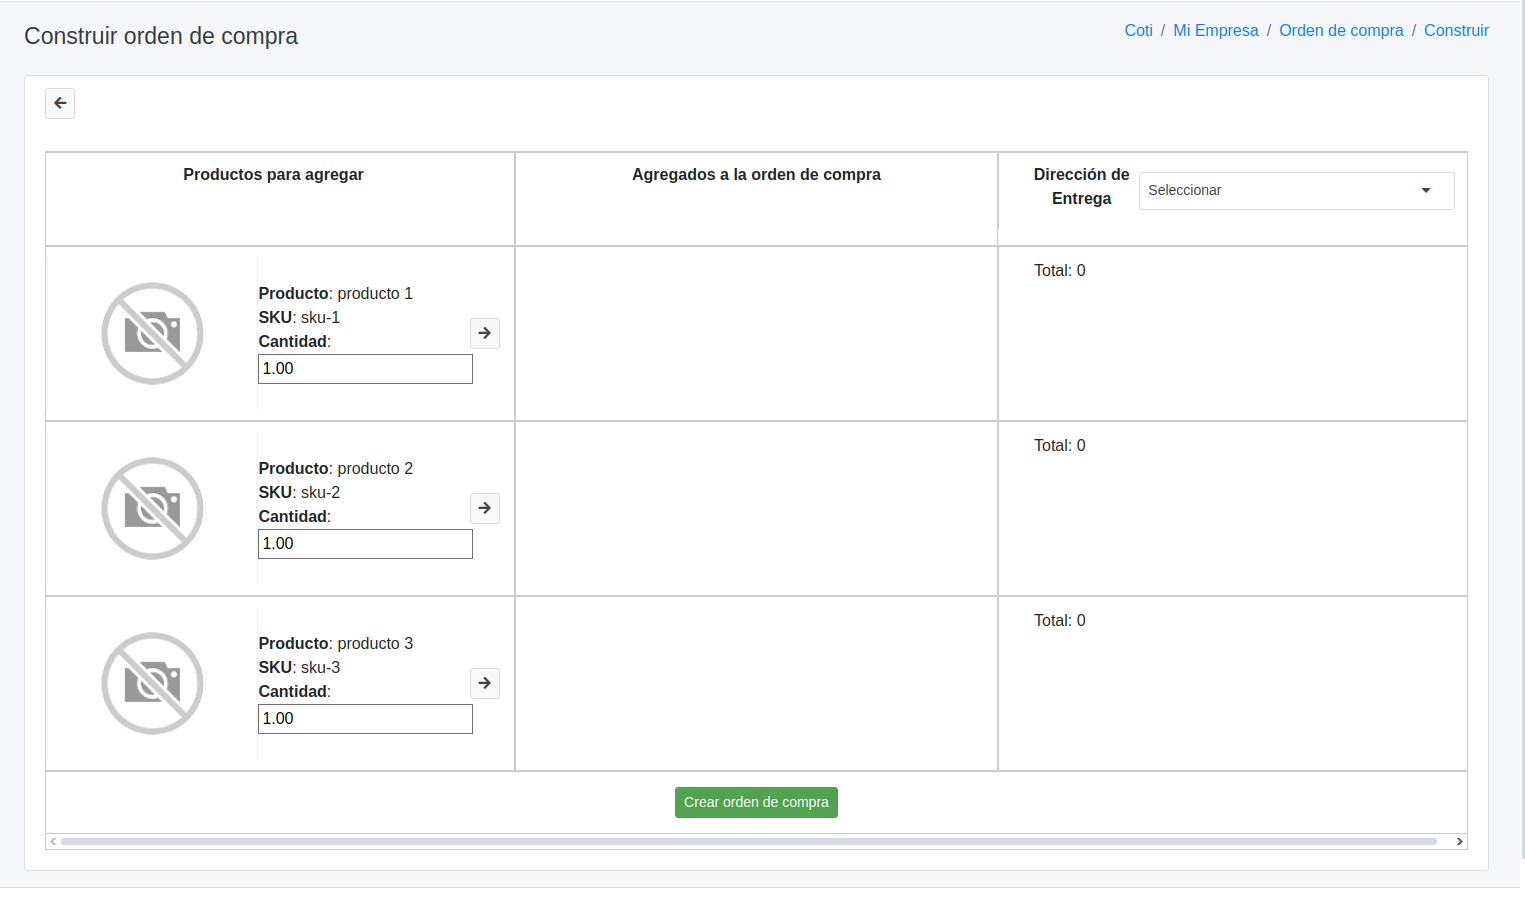 Construir orden de compra
Coti / Mi Empresa / Orden de compra / Construir
Productos para agregar
Agregados a la orden de compra
Dirección de
Entrega
Seleccionar
Producto: producto 1
SKU: sku-1
Cantidad:
1.00
Total: 0
Producto: producto 2
SKU: sku-2
Cantidad:
1.00
Total: 0
Producto: producto 3
SKU: sku-3
Cantidad:
1.00
Total: 0
Crear orden de compra